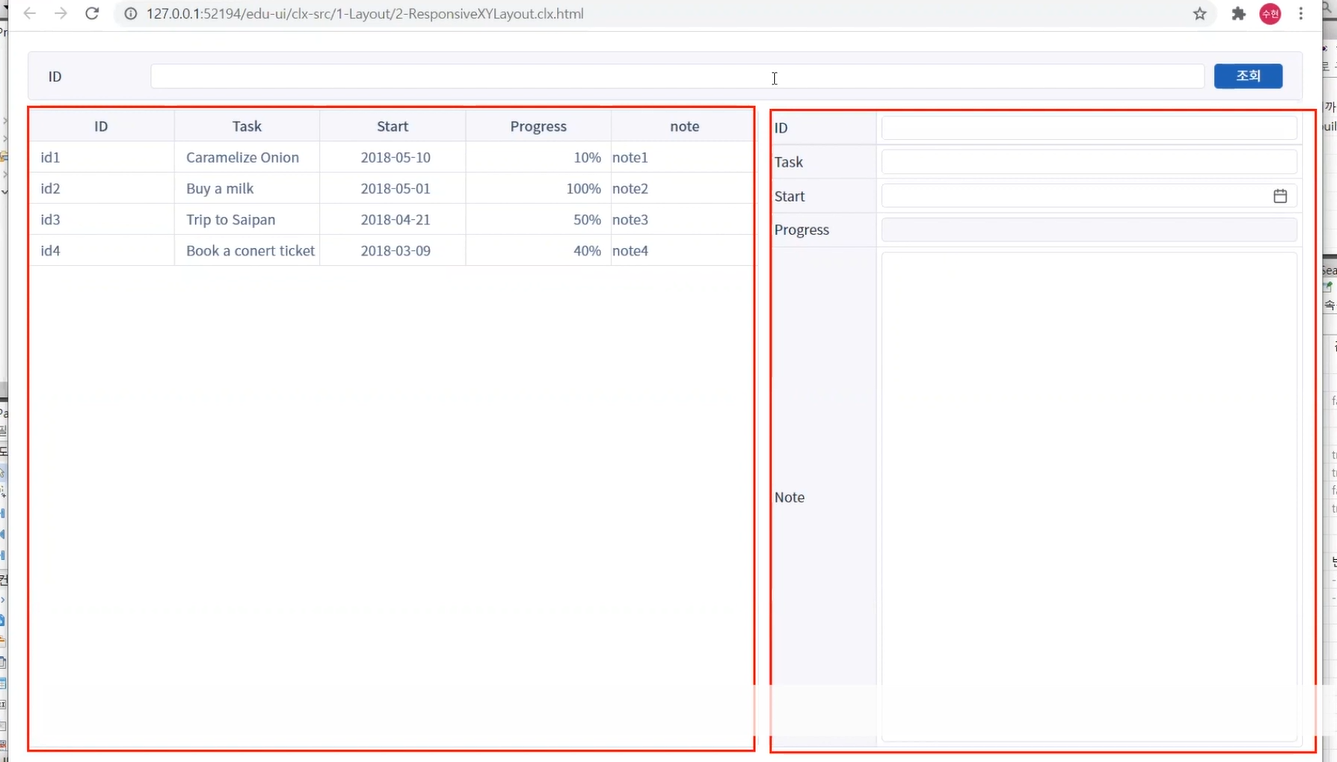 127.0.0.1:52194/edu-ui/clx-src/1-Layout/2-ResponsiveXYLayout.clx.html
수현
ID
조회
ID Task Start Progress note
id1 Caramelize Onion 2018-05-10 10% note1
id2 Buy a milk 2018-05-01 100% note2
id3 Trip to Saipan 2018-04-21 50% note3
id4 Book a conert ticket 2018-03-09 40% note4
ID
Task
Start
Progress
Note